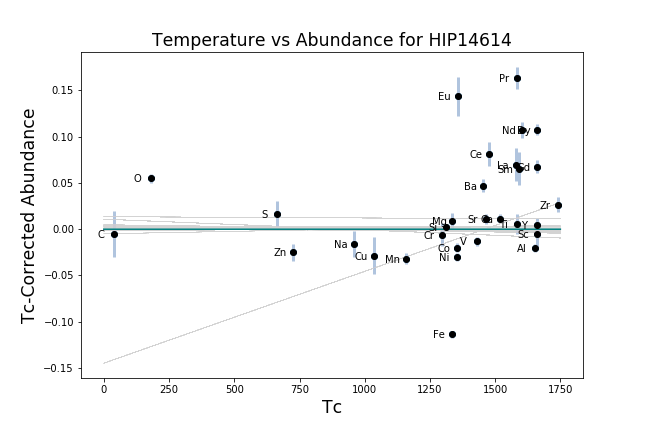 Temperature vs Abundance for HIP14614
Tc-Corrected Abundance
0.15
0.10
0.05
0.00
−0.05
−0.10
−0.15
Pr
Eu
Nd
Dy
Ce
La
Sm
Gd
O
Ba
Zr
S
Mg
Sr
Ca
Ti
Y
Si
C
Cr
Sc
V
Na
Co
Al
Zn
Cu
Ni
Mn
Fe
0
250
500
750
1000
1250
1500
1750
Tc